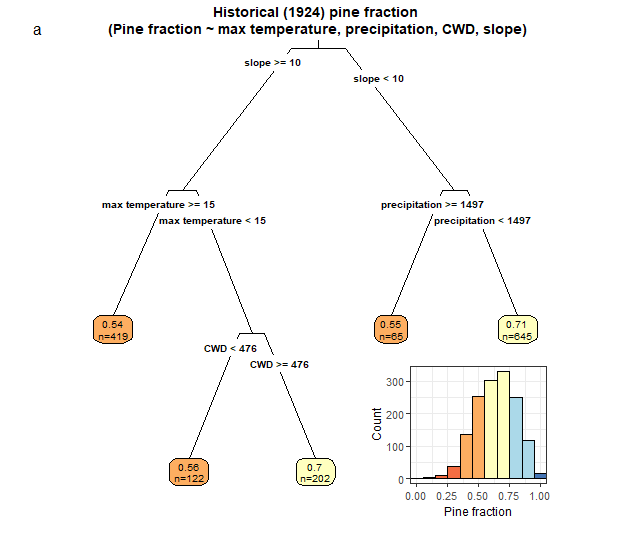 Historical (1924) pine fraction
a
(Pine fraction ~ max temperature, precipitation, CWD, slope)
slope >= 10
slope < 10
max temperature >= 15
max temperature < 15
precipitation >= 1497
precipitation < 1497
0.54
n=419
0.55
n=65
0.71
n=645
CWD < 476
CWD >= 476
0.56
n=122
0.7
n=202
300
200
100
0
Count
0.00 0.25 0.50 0.75 1.00
Pine fraction